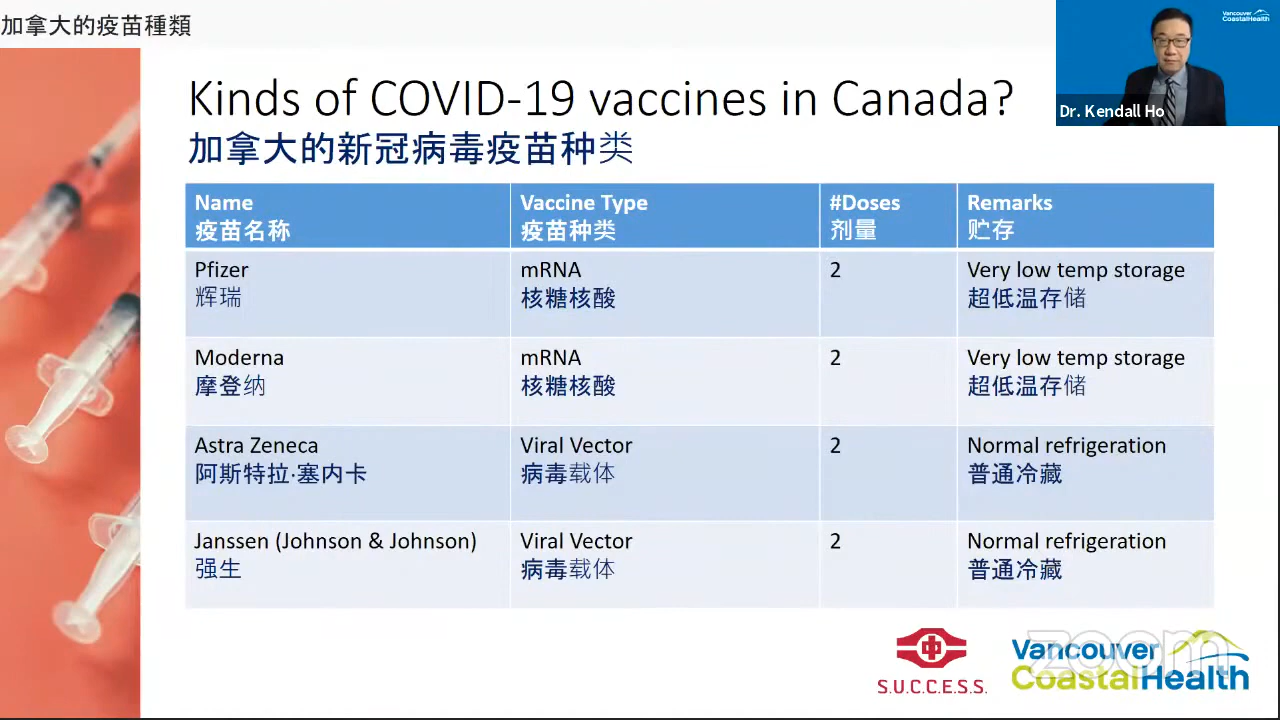 加拿大的疫苗種類
Vancouver
CoastalHealth
Dr. Kendall Ho
Kinds of COVID-19 vaccines in Canada?
加拿大的新冠病毒疫苗种类
Name
疫苗名称
Vaccine Type
疫苗种类
#Doses
剂量
Remarks
贮存
Pfizer
辉瑞
mRNA
核糖核酸
2
Very low temp storage
超低温存储
Moderna
摩登纳
mRNA
核糖核酸
2
Very low temp storage
超低温存储
Astra Zeneca
阿斯特拉·塞内卡
Viral Vector
病毒载体
2
Normal refrigeration
普通冷藏
Janssen (Johnson & Johnson)
强生
Viral Vector
病毒载体
2
Normal refrigeration
普通冷藏
S.U.C.C.E.S.S.
Vancouver
CoastalHealth
zoom